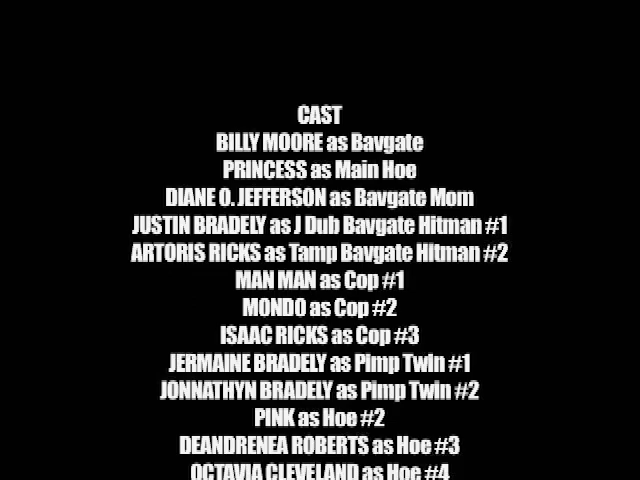 CAST
BILLY MOORE as Bavgate
PRINCESS as Main Hoe
DIANE O. JEFFERSON as Bavgate Mom
JUSTIN BRADELY as J Dub Bavgate Hitman #1
ARTORIS RICKS as Tamp Bavgate Hitman #2
MAN MAN as Cop #1
MONDO as Cop #2
ISAAC RICKS as Cop #3
JERMAINE BRADELY as Pimp Twin #1
JONNATHYN BRADELY as Pimp Twin #2
PINK as Hoe #2
DEANDRENEA ROBERTS as Hoe #3
OCTAVIA CLEVELAND as Hoe #4